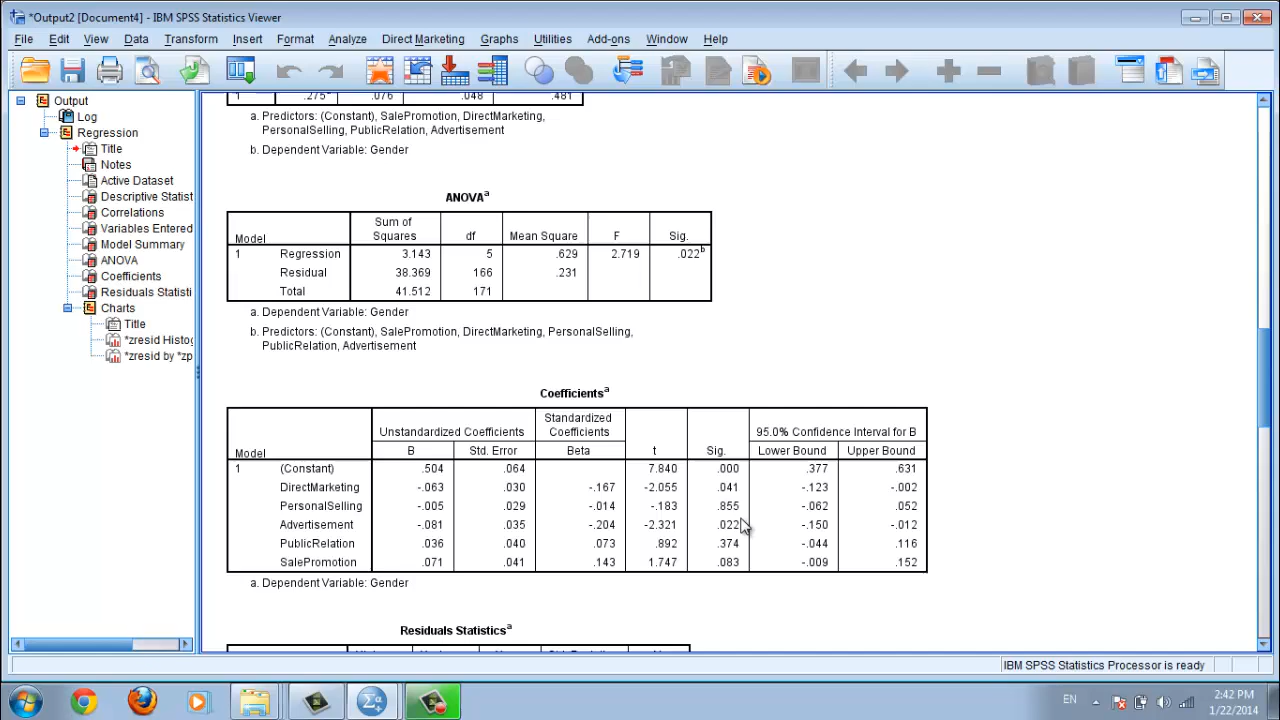 *Output2 [Document4] - IBM SPSS Statistics Viewer
File Edit View Data Transform Insert Format Analyze Direct Marketing Graphs Utilities Add-ons Window Help
Output
Log
Regression
Title
Notes
Active Dataset
Descriptive Statist
Correlations
Variables Entered
Model Summary
ANOVA
Coefficients
Residuals Statisti
Charts
Title
*zresid Histog
*zresid by *zp
1 .275a .076 .048 .481
a. Predictors: (Constant), SalePromotion, DirectMarketing,
PersonalSelling, PublicRelation, Advertisement
b. Dependent Variable: Gender
ANOVAa
Model Sum of Squares df Mean Square F Sig.
1 Regression 3.143 5 .629 2.719 .022b
Residual 38.369 166 .231
Total 41.512 171
a. Dependent Variable: Gender
b. Predictors: (Constant), SalePromotion, DirectMarketing, PersonalSelling,
PublicRelation, Advertisement
Coefficientsa
Model Unstandardized Coefficients Standardized Coefficients t Sig. 95.0% Confidence Interval for B
B Std. Error Beta Lower Bound Upper Bound
1 (Constant) .504 .064 7.840 .000 .377 .631
DirectMarketing -.063 .030 -.167 -2.055 .041 -.123 -.002
PersonalSelling -.005 .029 -.014 -.183 .855 -.062 .052
Advertisement -.081 .035 -.204 -2.321 .022 -.150 -.012
PublicRelation .036 .040 .073 .892 .374 -.044 .116
SalePromotion .071 .041 .143 1.747 .083 -.009 .152
a. Dependent Variable: Gender
Residuals Statisticsa
IBM SPSS Statistics Processor is ready
EN
2:42 PM
1/22/2014